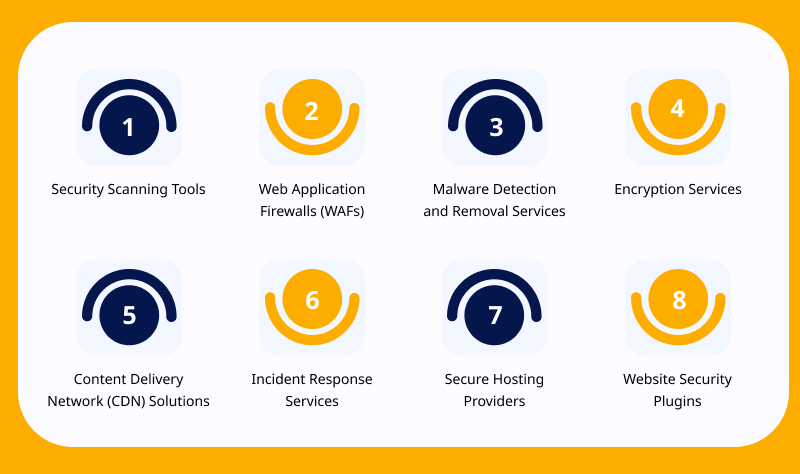 1
Security Scanning Tools
2
Web Application
Firewalls (WAFs)
3
Malware Detection
and Removal Services
4
Encryption Services
5
Content Delivery
Network (CDN) Solutions
6
Incident Response
Services
7
Secure Hosting
Providers
8
Website Security
Plugins